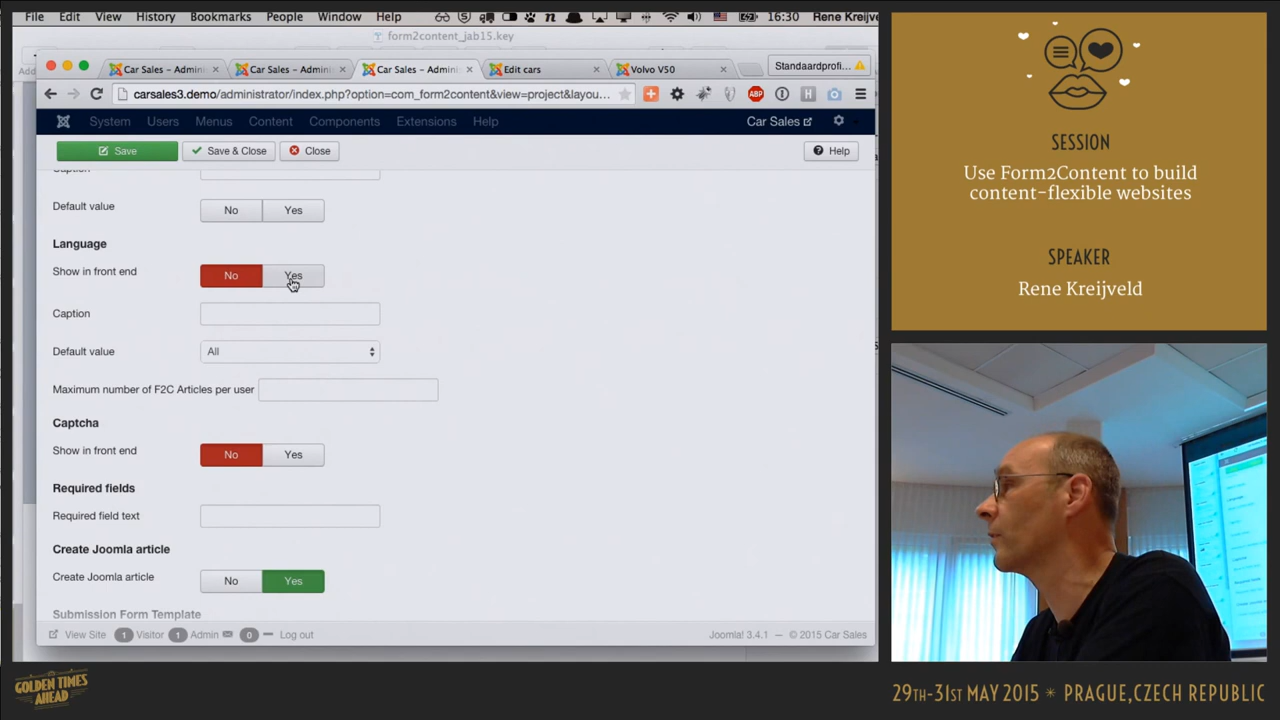 File Edit View History Bookmarks People Window Help 16:30 Rene Kreijve
form2content_jab15.key
Car Sales – Admini Car Sales – Admini Car Sales – Admini Edit cars Volvo V50 Standaardprofi...
carsales3.demo/administrator/index.php?option=com_form2content&view=project&layou... ABP
System Users Menus Content Components Extensions Help Car Sales
Save Save & Close Close Help
Caption
Default value No Yes
Language
Show in front end No Yes
Caption
Default value All
Maximum number of F2C Articles per user
Captcha
Show in front end No Yes
Required fields
Required field text
Create Joomla article
Create Joomla article No Yes
Submission Form Template
View Site 1 Visitor 1 Admin 0 Log out Joomla! 3.4.1 — © 2015 Car Sales
SESSION
Use Form2Content to build
content-flexible websites
SPEAKER
Rene Kreijveld
GOLDEN TIMES
AHEAD
29TH-31ST MAY 2015 * PRAGUE,CZECH REPUBLIC